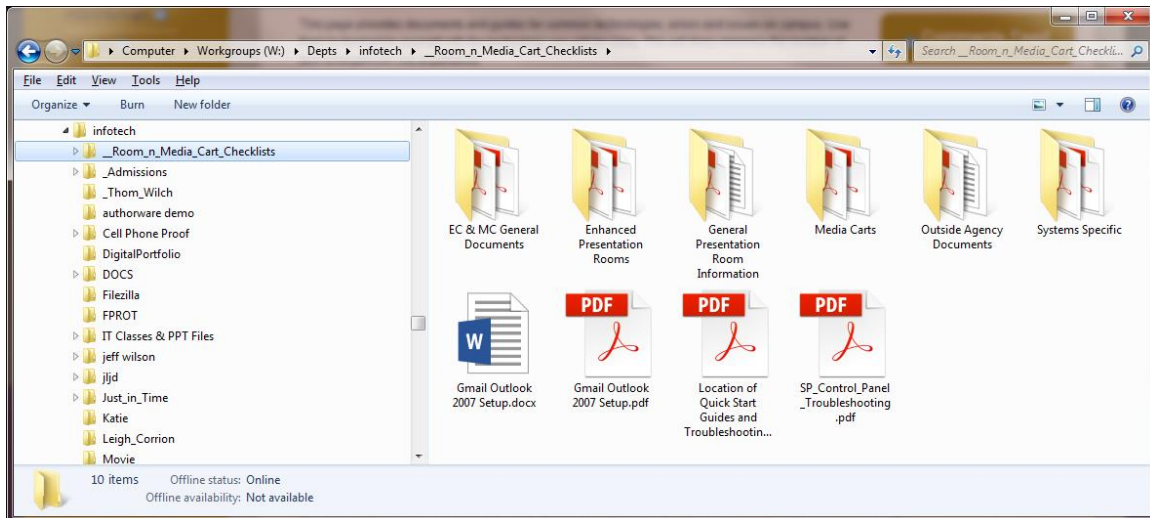 Computer ▸ Workgroups (W:) ▸ Depts ▸ infotech ▸ __Room_n_Media_Cart_Checklists ▸
Search __Room_n_Media_Cart_Checkli...
File Edit View Tools Help
Organize Burn New folder
infotech
__Room_n_Media_Cart_Checklists
_Admissions
_Thom_Wilch
authorware demo
Cell Phone Proof
DigitalPortfolio
DOCS
Filezilla
FPROT
IT Classes & PPT Files
jeff wilson
jljd
Just_in_Time
Katie
Leigh_Corrion
Movie
EC & MC General
Documents
Enhanced
Presentation
Rooms
General
Presentation
Room
Information
Media Carts
Outside Agency
Documents
Systems Specific
W
Gmail Outlook
2007 Setup.docx
PDF
Gmail Outlook
2007 Setup.pdf
PDF
Location of
Quick Start
Guides and
Troubleshootin...
PDF
SP_Control_Panel
_Troubleshooting
.pdf
10 items Offline status: Online
Offline availability: Not available